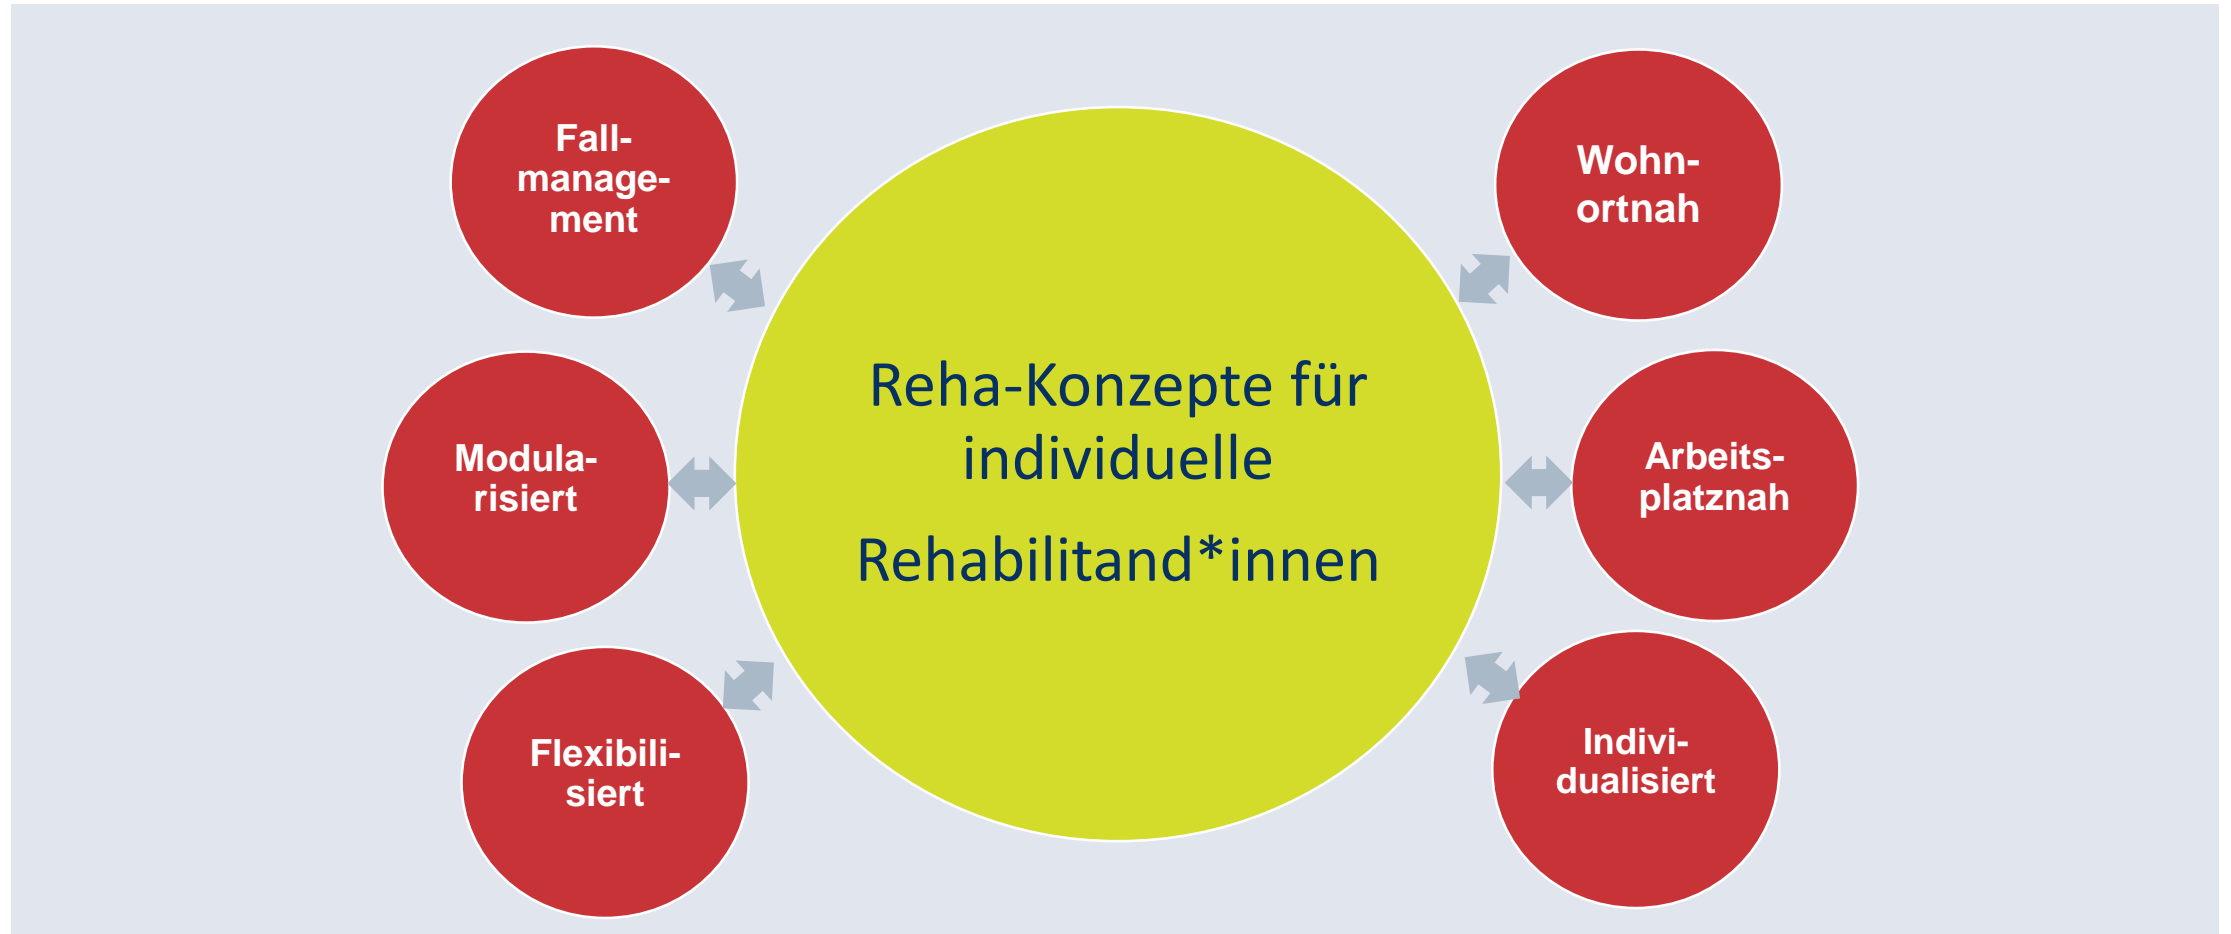 Fall-
manage-
ment
Wohn-
ortnah
Reha-Konzepte für
individuelle
Rehabilitand*innen
Modula-
risiert
Arbeits-
platznah
Flexibili-
siert
Indivi-
dualisiert